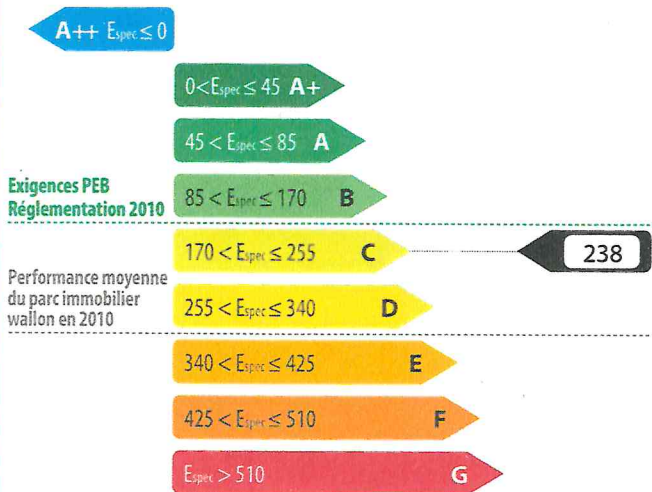 A++ Espec ≤ 0
0<Espec ≤ 45 A+
45 < Espec ≤ 85 A
Exigences PEB
Réglementation 2010
85 < Espec ≤ 170 B
170 < Espec ≤ 255 C
238
Performance moyenne
du parc immobilier
wallon en 2010
255 < Espec ≤ 340 D
340 < Espec ≤ 425 E
425 < Espec ≤ 510 F
Espec > 510 G